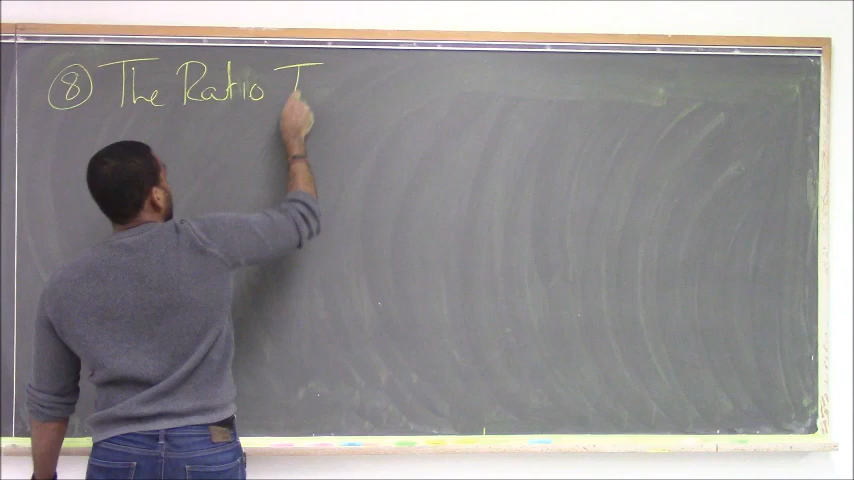 ⑧ The Ratio T